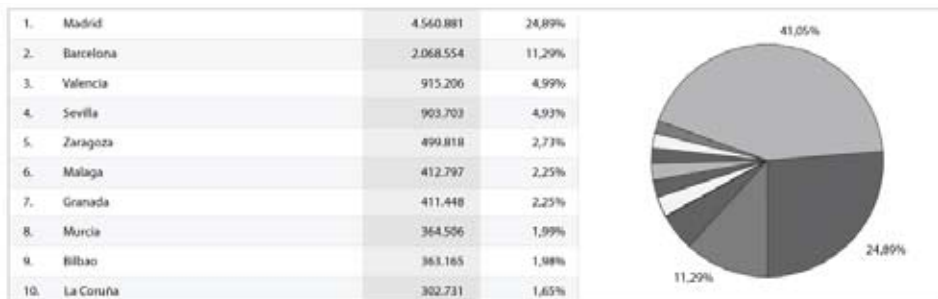 1. Madrid 4.560.881 24,89%
2. Barcelona 2.068.554 11,29%
3. Valencia 915.206 4,99%
4. Sevilla 903.703 4,93%
5. Zaragoza 499.818 2,73%
6. Malaga 412.797 2,25%
7. Granada 411.448 2,25%
8. Murcia 364.506 1,99%
9. Bilbao 363.165 1,98%
10. La Coruña 302.731 1,65%
41,05%
24,89%
11,29%